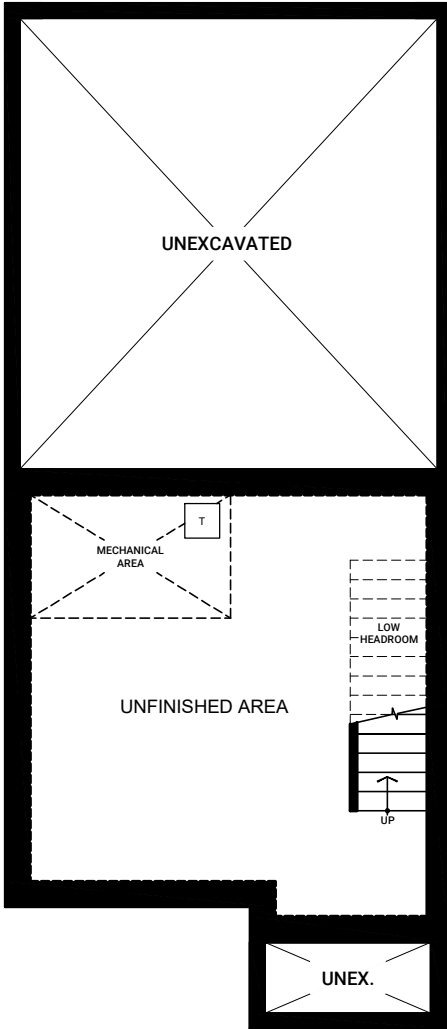 UNEXCAVATED
T
MECHANICAL
AREA
LOW
HEADROOM
UNFINISHED AREA
UP
UNEX.